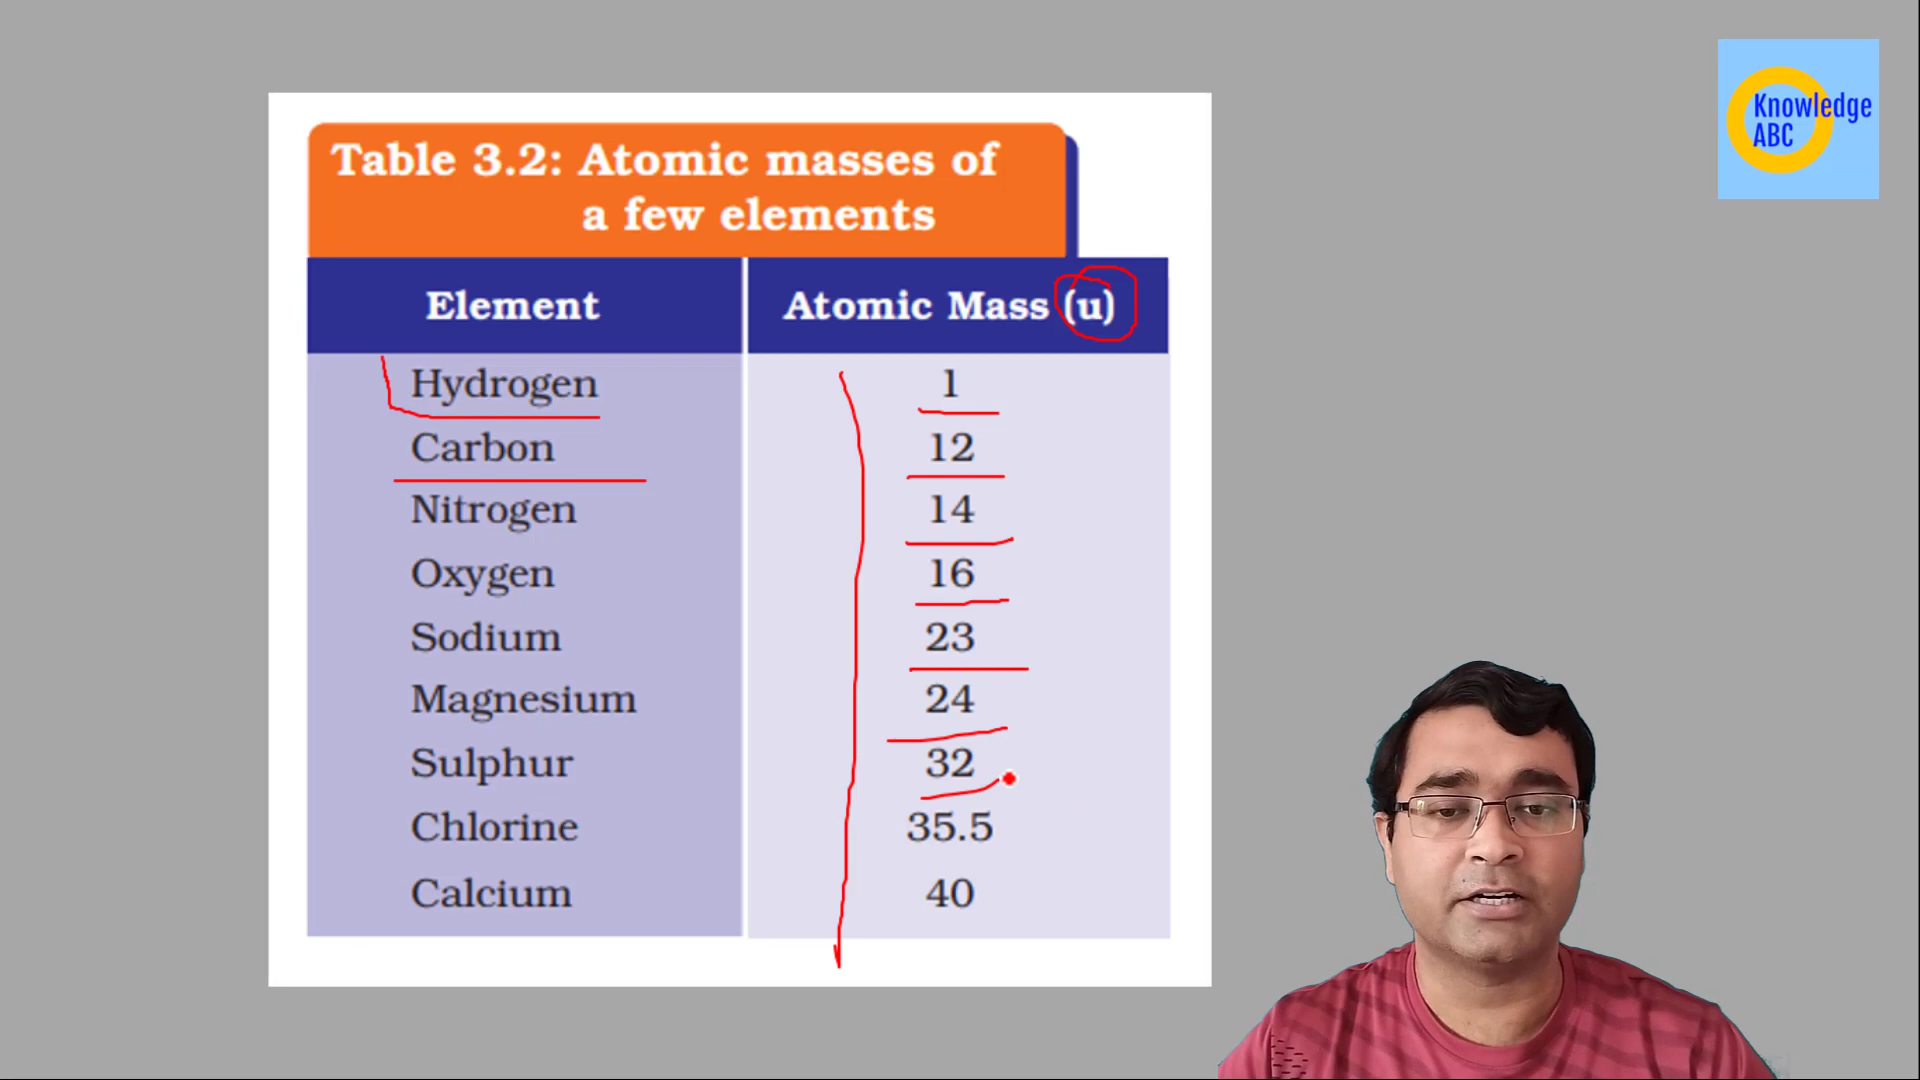 Knowledge
ABC
Table 3.2: Atomic masses of
a few elements
Element Atomic Mass (u)
Hydrogen 1
Carbon 12
Nitrogen 14
Oxygen 16
Sodium 23
Magnesium 24
Sulphur 32
Chlorine 35.5
Calcium 40